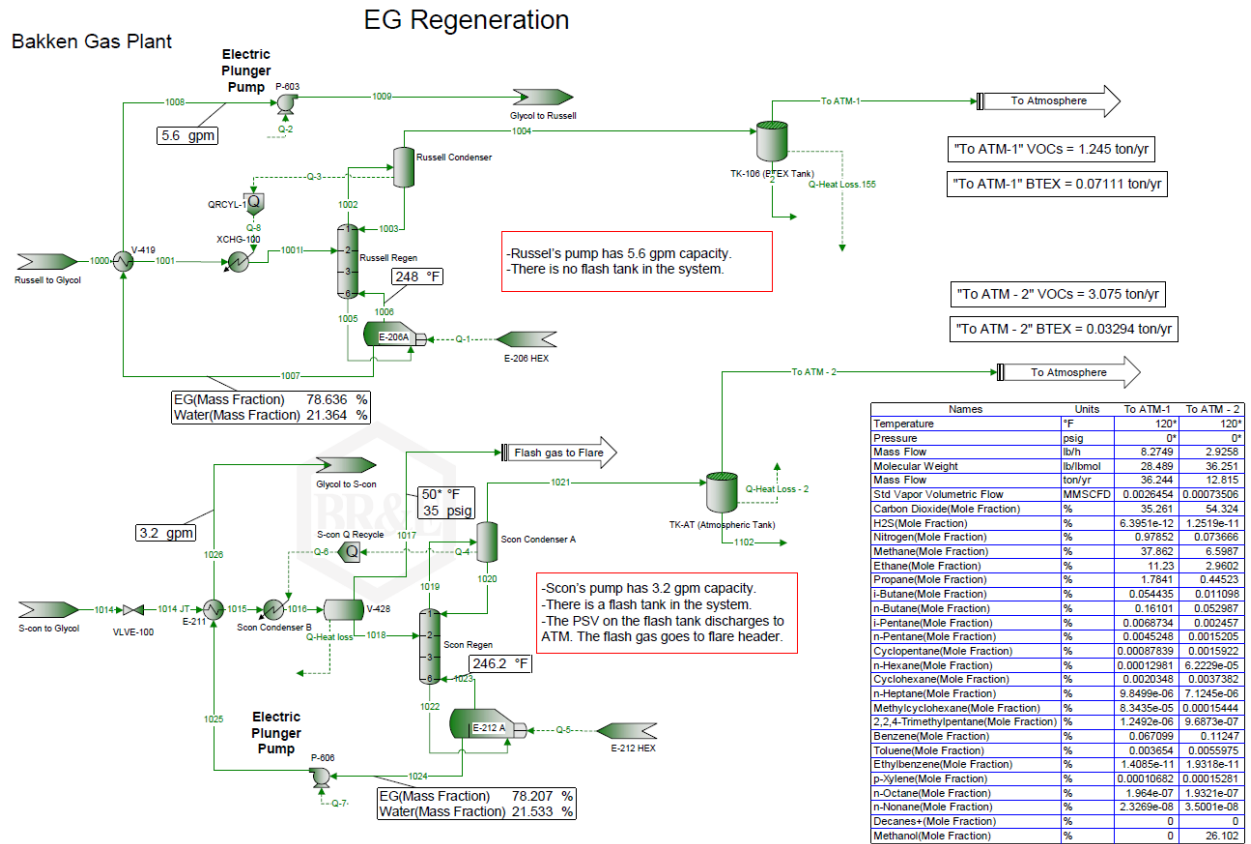 EG Regeneration
Bakken Gas Plant
Electric
Plunger
Pump
P-603
1008
1009
Glycol to Russell
5.6 gpm
Q-2
1004
To ATM-1
To Atmosphere
Russell Condenser
Q-3
QRCYL-1
Q
Q-8
XCHG-100
1002
1003
TK-106 (BTEX Tank)
2
Q-Heat Loss.155
"To ATM-1" VOCs = 1.245 ton/yr
"To ATM-1" BTEX = 0.07111 ton/yr
V-419
1000
1001
1001I
Russell to Glycol
1
2
3
6
Russell Regen
248 °F
1005
1006
E-206A
Q-1
E-206 HEX
1007
-Russel's pump has 5.6 gpm capacity.
-There is no flash tank in the system.
EG(Mass Fraction) 78.636 %
Water(Mass Fraction) 21.364 %
"To ATM - 2" VOCs = 3.075 ton/yr
"To ATM - 2" BTEX = 0.03294 ton/yr
To ATM - 2
To Atmosphere
BR&E
Glycol to S-con
Flash gas to Flare
50* °F
35 psig
1017
1021
3.2 gpm
1026
S-con Q Recycle
Q-6
Q
Q-4
Scon Condenser A
TK-AT (Atmospheric Tank)
Q-Heat Loss - 2
1102
1014
1014 JT
1015
1016
S-con to Glycol
VLVE-100
E-211
Scon Condenser B
V-428
Q-Heat loss
1018
1019
1020
1
2
3
6
Scon Regen
246.2 °F
1022
1023
E-212 A
Q-5
E-212 HEX
1025
Electric
Plunger
Pump
P-606
Q-7
1024
EG(Mass Fraction) 78.207 %
Water(Mass Fraction) 21.533 %
-Scon's pump has 3.2 gpm capacity.
-There is a flash tank in the system.
-The PSV on the flash tank discharges to
ATM. The flash gas goes to flare header.
Names Units To ATM-1 To ATM - 2
Temperature °F 120* 120*
Pressure psig 0* 0*
Mass Flow lb/h 8.2749 2.9258
Molecular Weight lb/lbmol 28.489 36.251
Mass Flow ton/yr 36.244 12.815
Std Vapor Volumetric Flow MMSCFD 0.0026454 0.00073506
Carbon Dioxide(Mole Fraction) % 35.261 54.324
H2S(Mole Fraction) % 6.3951e-12 1.2519e-11
Nitrogen(Mole Fraction) % 0.97852 0.073666
Methane(Mole Fraction) % 37.862 6.5987
Ethane(Mole Fraction) % 11.23 2.9602
Propane(Mole Fraction) % 1.7841 0.44523
i-Butane(Mole Fraction) % 0.054435 0.011098
n-Butane(Mole Fraction) % 0.16101 0.052987
i-Pentane(Mole Fraction) % 0.0068734 0.002457
n-Pentane(Mole Fraction) % 0.0045248 0.0015205
Cyclopentane(Mole Fraction) % 0.00087839 0.0015922
n-Hexane(Mole Fraction) % 0.00012981 6.2229e-05
Cyclohexane(Mole Fraction) % 0.0020348 0.0037382
n-Heptane(Mole Fraction) % 9.8499e-06 7.1245e-06
Methylcyclohexane(Mole Fraction) % 8.3435e-05 0.00015444
2,2,4-Trimethylpentane(Mole Fraction) % 1.2492e-06 9.6873e-07
Benzene(Mole Fraction) % 0.067099 0.11247
Toluene(Mole Fraction) % 0.003654 0.0055975
Ethylbenzene(Mole Fraction) % 1.4085e-11 1.9318e-11
p-Xylene(Mole Fraction) % 0.00010682 0.00015281
n-Octane(Mole Fraction) % 1.964e-07 1.9321e-07
n-Nonane(Mole Fraction) % 2.3269e-08 3.5001e-08
Decanes+(Mole Fraction) % 0 0
Methanol(Mole Fraction) % 0 26.102